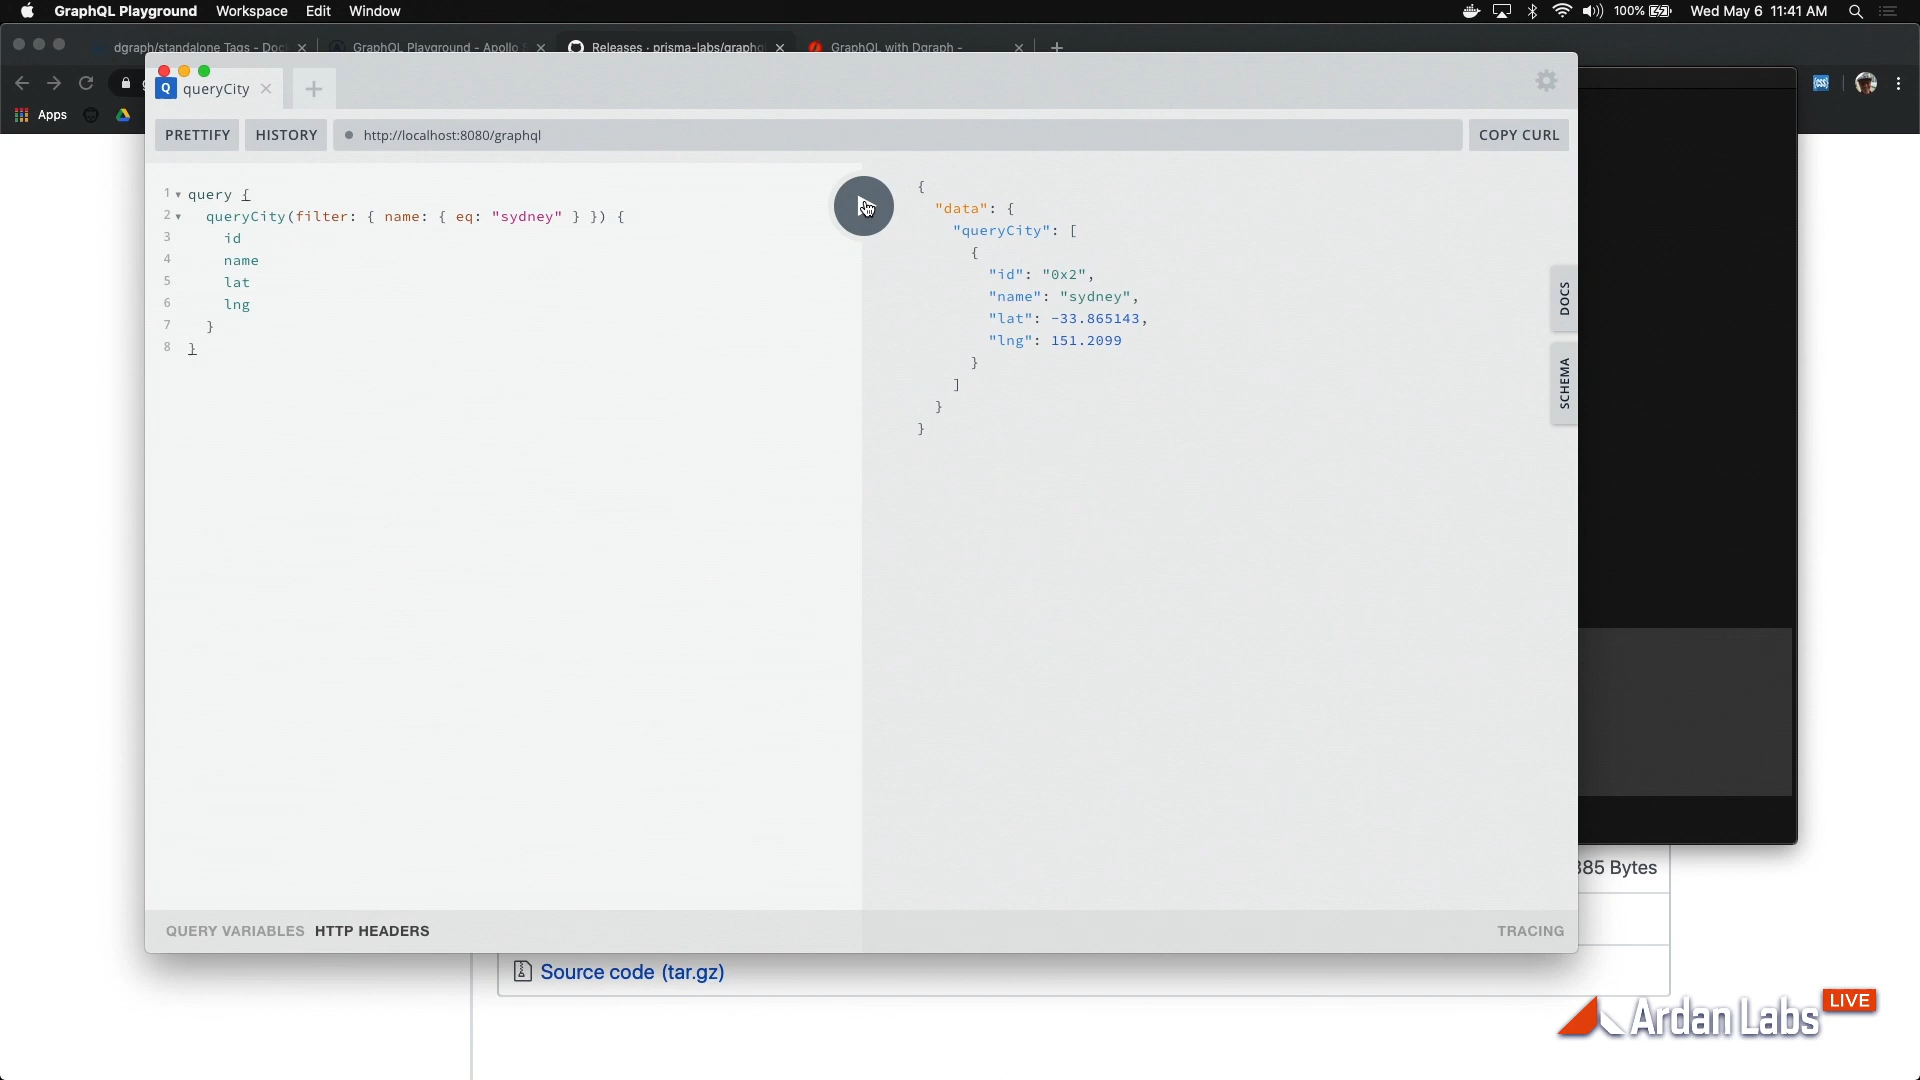 GraphQL Playground Workspace Edit Window 100% Wed May 6 11:41 AM
dgraph/standalone Tags - Doc GraphQL Playground - Apollo S Releases · prisma-labs/graphq GraphQL with Dgraph -
Q queryCity
Apps
PRETTIFY HISTORY http://localhost:8080/graphql COPY CURL
1 query {
2 queryCity(filter: { name: { eq: "sydney" } }) {
3 id
4 name
5 lat
6 lng
7 }
8 }
{
"data": {
"queryCity": [
{
"id": "0x2",
"name": "sydney",
"lat": -33.865143,
"lng": 151.2099
}
]
}
}
DOCS
SCHEMA
385 Bytes
QUERY VARIABLES HTTP HEADERS TRACING
Source code (tar.gz)
Ardan Labs LIVE